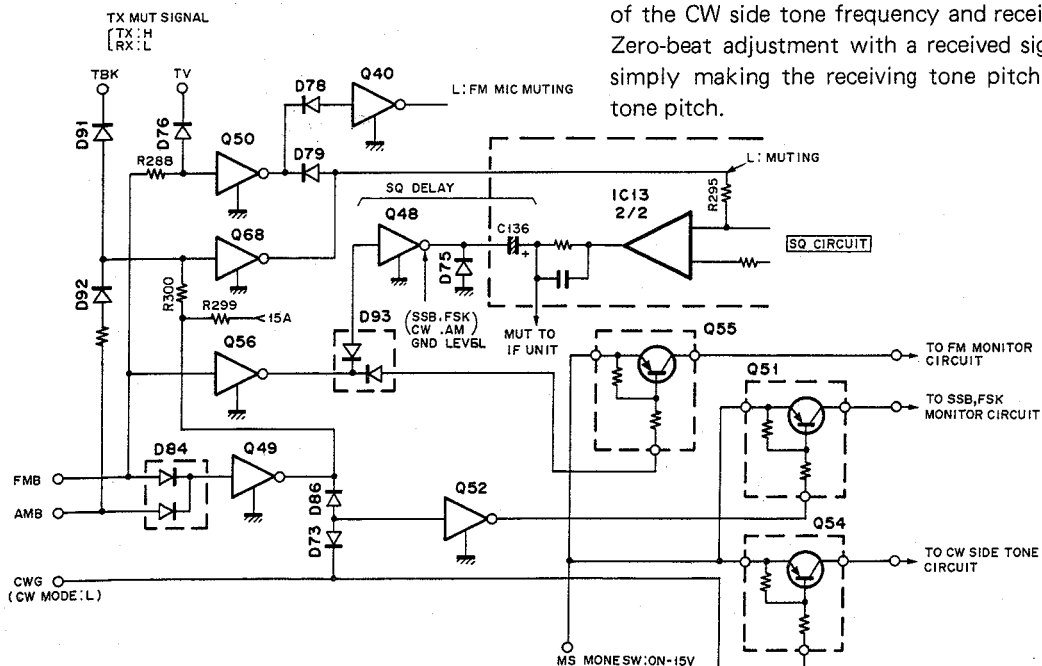 of the CW side tone frequency and recei
Zero-beat adjustment with a received sig
simply making the receiving tone pitch
tone pitch.
TX MUT SIGNAL
TX:H
RX:L
TBK
TV
D91
D76
R288
Q50
D78
Q40
L:FM MIC MUTING
D79
L:MUTING
SQ DELAY
IC13
2/2
R295
Q48
C136
+
SQ CIRCUIT
Q68
D75
D92
R300
R299
15A
D93
(SSB.FSK)
(CW .AM)
GND LEVEL
MUT TO
IF UNIT
Q56
Q55
TO FM MONITOR
CIRCUIT
Q51
TO SSB,FSK
MONITOR CIRCUIT
D84
Q49
FMB
AMB
D86
D73
Q52
Q54
TO CW SIDE TONE
CIRCUIT
CWG
(CW MODE:L)
MS MONESW:ON-15V